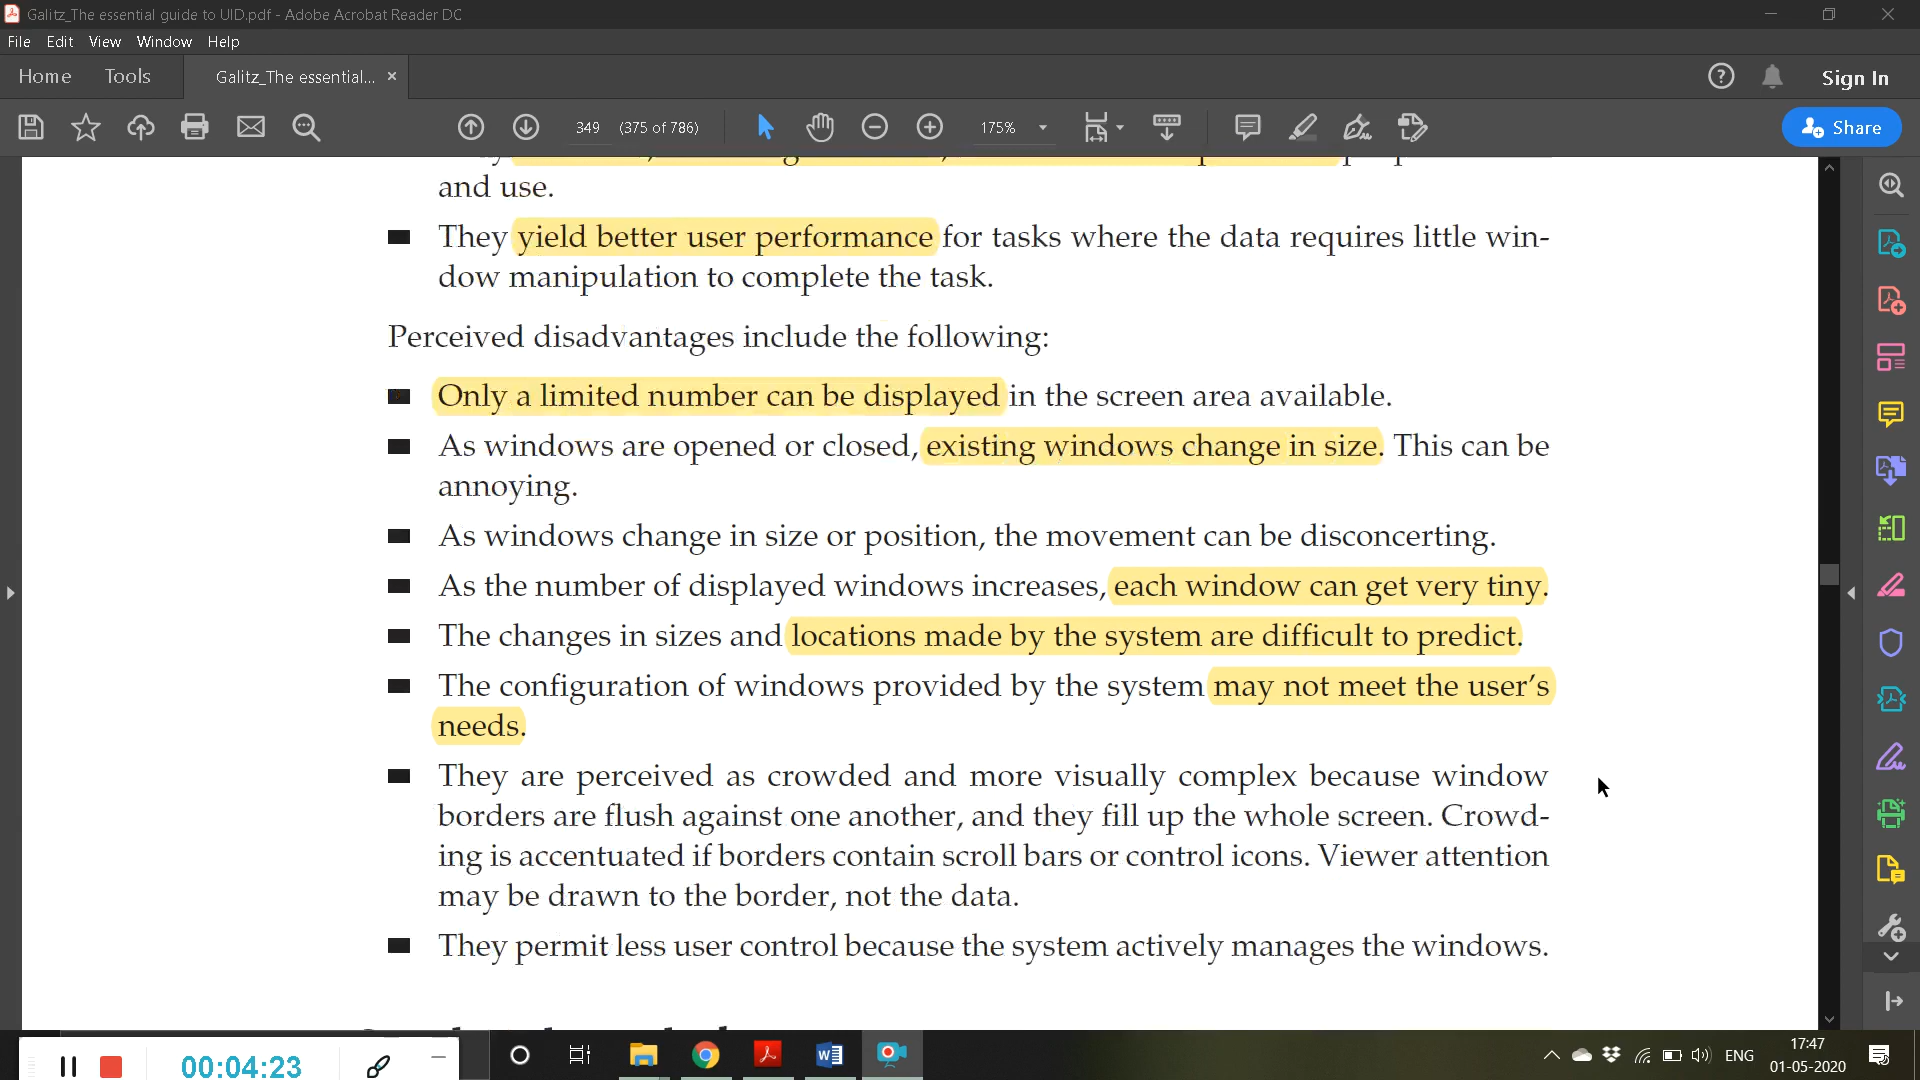 Galitz_The essential guide to UID.pdf - Adobe Acrobat Reader DC
File Edit View Window Help
Home Tools Galitz_The essential... × Sign In
349 (375 of 786) 175% Share
and use.
They yield better user performance for tasks where the data requires little win-
dow manipulation to complete the task.
Perceived disadvantages include the following:
Only a limited number can be displayed in the screen area available.
As windows are opened or closed, existing windows change in size. This can be
annoying.
As windows change in size or position, the movement can be disconcerting.
As the number of displayed windows increases, each window can get very tiny.
The changes in sizes and locations made by the system are difficult to predict.
The configuration of windows provided by the system may not meet the user's
needs.
They are perceived as crowded and more visually complex because window
borders are flush against one another, and they fill up the whole screen. Crowd-
ing is accentuated if borders contain scroll bars or control icons. Viewer attention
may be drawn to the border, not the data.
They permit less user control because the system actively manages the windows.
00:04:23
ENG
17:47
01-05-2020